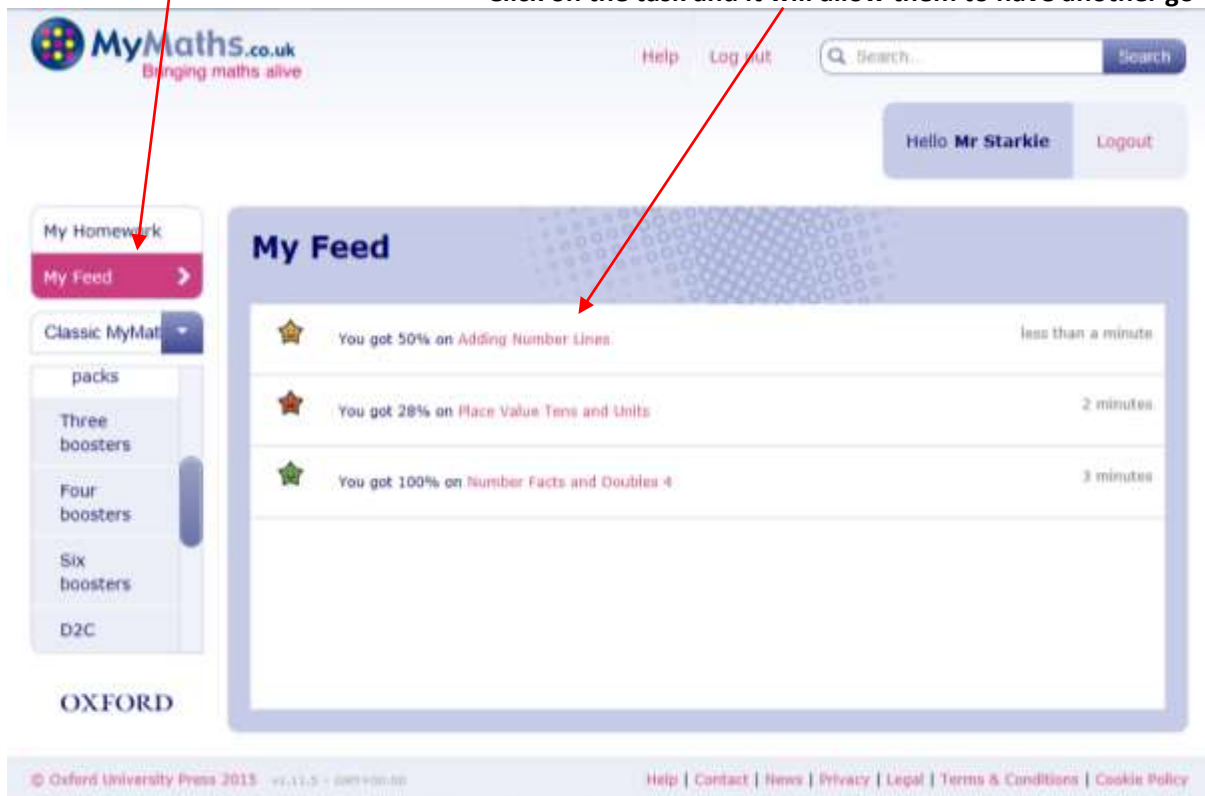 Click on the task and it will allow them to have another go
MyMaths.co.uk
Bringing maths alive
Help Log out Search... Search
Hello Mr Starkie Logout
My Homework
My Feed
Classic MyMat
packs
Three
boosters
Four
boosters
Six
boosters
D2C
OXFORD
My Feed
You got 50% on Adding Number Lines less than a minute
You got 28% on Place Value Tens and Units 2 minutes
You got 100% on Number Facts and Doubles 4 3 minutes
© Oxford University Press 2015 v1.11.5 Help | Contact | News | Privacy | Legal | Terms & Conditions | Cookie Policy